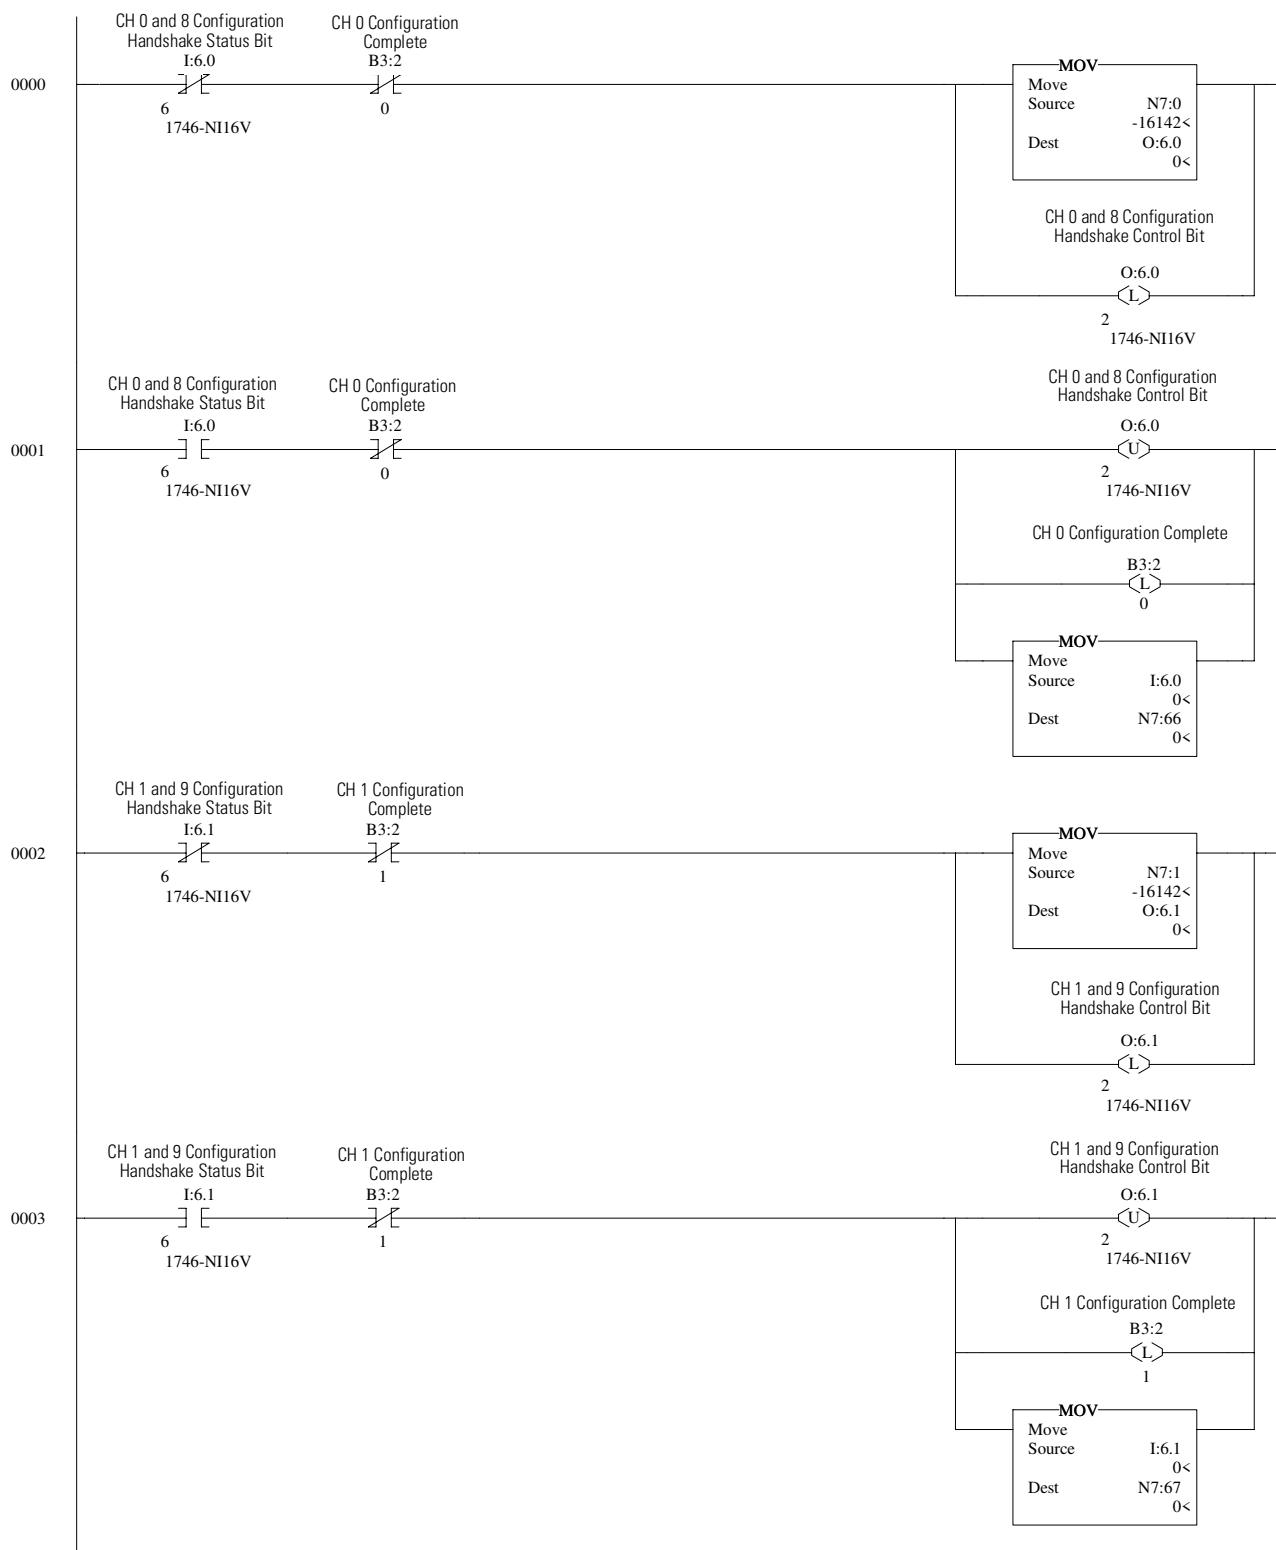 CH 0 and 8 Configuration
Handshake Status Bit
I:6.0
6
1746-NI16V
CH 0 Configuration
Complete
B3:2
0
0000
MOV
Move
Source N7:0
-16142<
Dest O:6.0
0<
CH 0 and 8 Configuration
Handshake Control Bit
O:6.0
L
2
1746-NI16V
CH 0 and 8 Configuration
Handshake Status Bit
I:6.0
6
1746-NI16V
CH 0 Configuration
Complete
B3:2
0
0001
CH 0 and 8 Configuration
Handshake Control Bit
O:6.0
U
2
1746-NI16V
CH 0 Configuration Complete
B3:2
L
0
MOV
Move
Source I:6.0
0<
Dest N7:66
0<
CH 1 and 9 Configuration
Handshake Status Bit
I:6.1
6
1746-NI16V
CH 1 Configuration
Complete
B3:2
1
0002
MOV
Move
Source N7:1
-16142<
Dest O:6.1
0<
CH 1 and 9 Configuration
Handshake Control Bit
O:6.1
L
2
1746-NI16V
CH 1 and 9 Configuration
Handshake Status Bit
I:6.1
6
1746-NI16V
CH 1 Configuration
Complete
B3:2
1
0003
CH 1 and 9 Configuration
Handshake Control Bit
O:6.1
U
2
1746-NI16V
CH 1 Configuration Complete
B3:2
L
1
MOV
Move
Source I:6.1
0<
Dest N7:67
0<